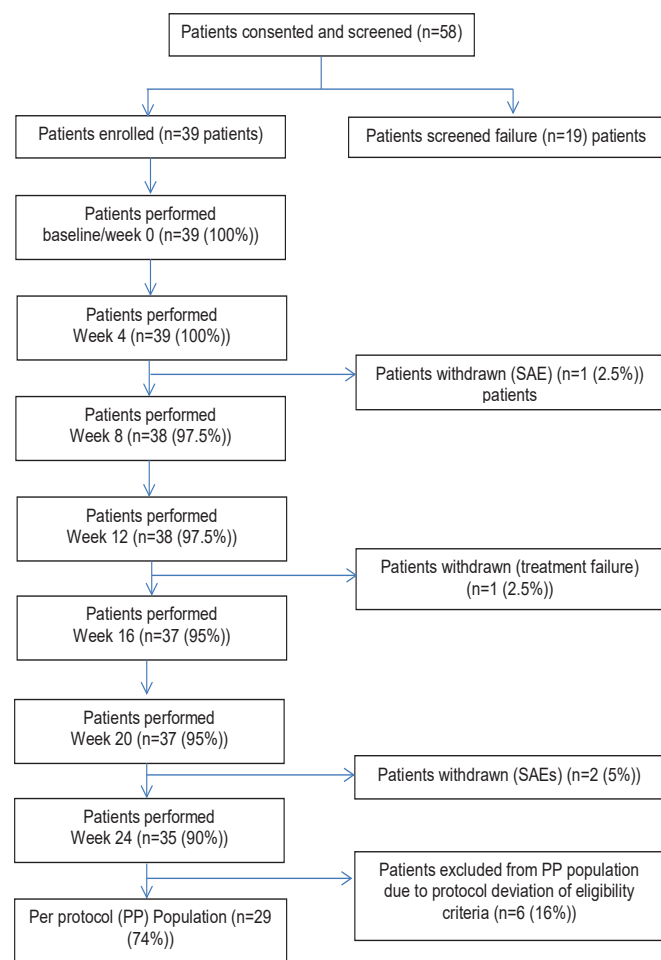 Patients consented and screened (n=58)
Patients enrolled (n=39 patients)
Patients screened failure (n=19) patients
Patients performed
baseline/week 0 (n=39 (100%))
Patients performed
Week 4 (n=39 (100%))
Patients withdrawn (SAE) (n=1 (2.5%))
patients
Patients performed
Week 8 (n=38 (97.5%))
Patients performed
Week 12 (n=38 (97.5%))
Patients withdrawn (treatment failure)
(n=1 (2.5%))
Patients performed
Week 16 (n=37 (95%))
Patients performed
Week 20 (n=37 (95%))
Patients withdrawn (SAEs) (n=2 (5%))
Patients performed
Week 24 (n=35 (90%))
Patients excluded from PP population
due to protocol deviation of eligibility
criteria (n=6 (16%))
Per protocol (PP) Population (n=29
(74%))